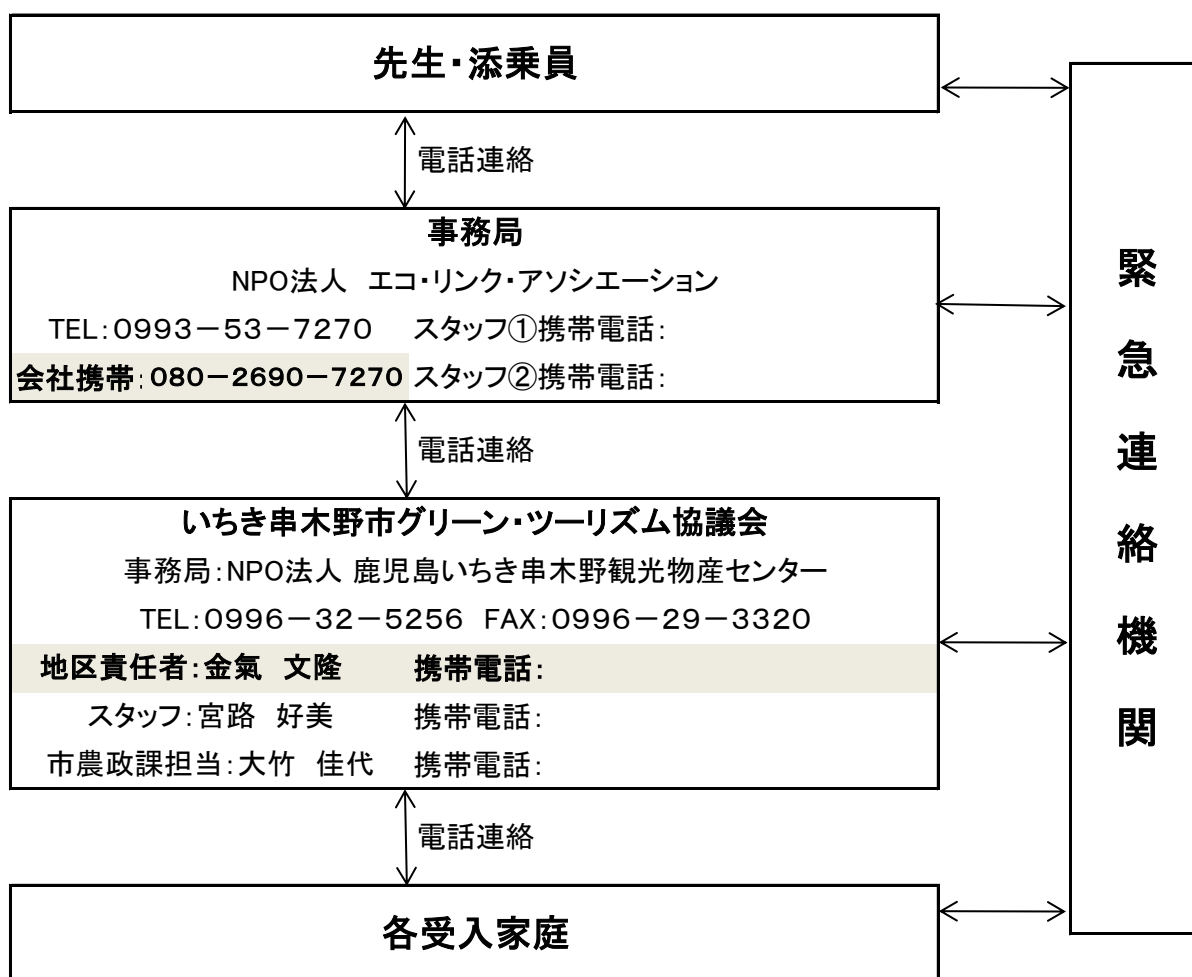 先生・添乗員
電話連絡
事務局
NPO法人　エコ・リンク・アソシエーション
TEL：０９９３－５３－７２７０　スタッフ①携帯電話：
会社携帯：０８０－２６９０－７２７０　スタッフ②携帯電話：
電話連絡
いちき串木野市グリーン・ツーリズム協議会
事務局：NPO法人 鹿児島いちき串木野観光物産センター
TEL：０９９６－３２－５２５６　FAX：０９９６－２９－３３２０
地区責任者：金氣　文隆　携帯電話：
スタッフ：宮路　好美　携帯電話：
市農政課担当：大竹　佳代　携帯電話：
電話連絡
各受入家庭
緊急連絡機関